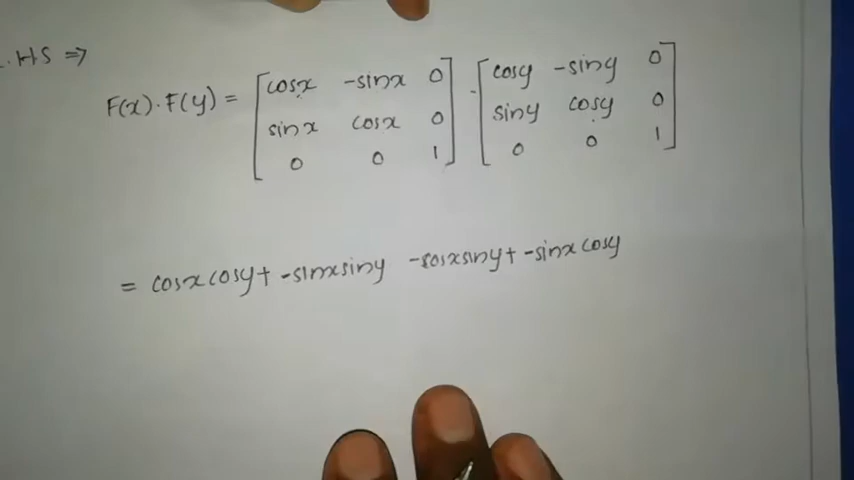 .HS ⇒
F(x)·F(y) = [cosx -sinx 0] · [cosy -siny 0]
[sinx cosx 0] [siny cosy 0]
[0 0 1] [0 0 1]
= cosx cosy + -sinx siny -cosx siny + -sinx cosy